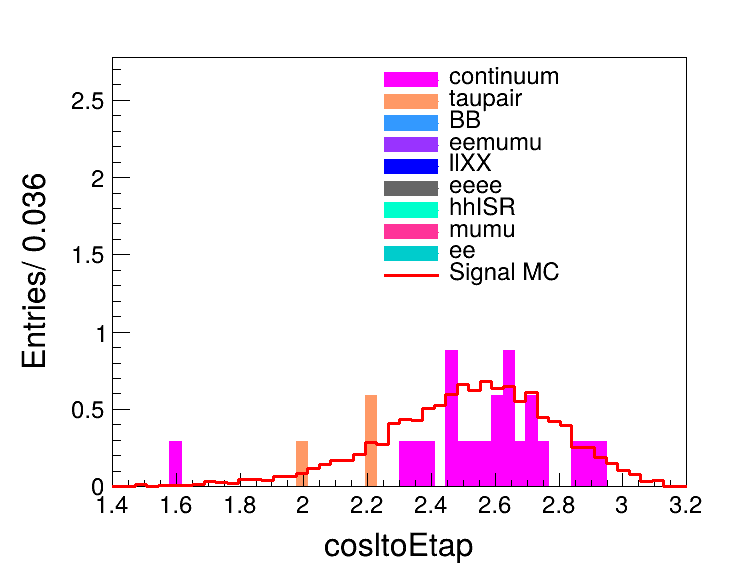 continuum
taupair
BB
eemumu
llXX
eeee
hhISR
mumu
ee
Signal MC
Entries/ 0.036
2.5
2
1.5
1
0.5
0
1.4 1.6 1.8 2 2.2 2.4 2.6 2.8 3 3.2
cosltoEtap